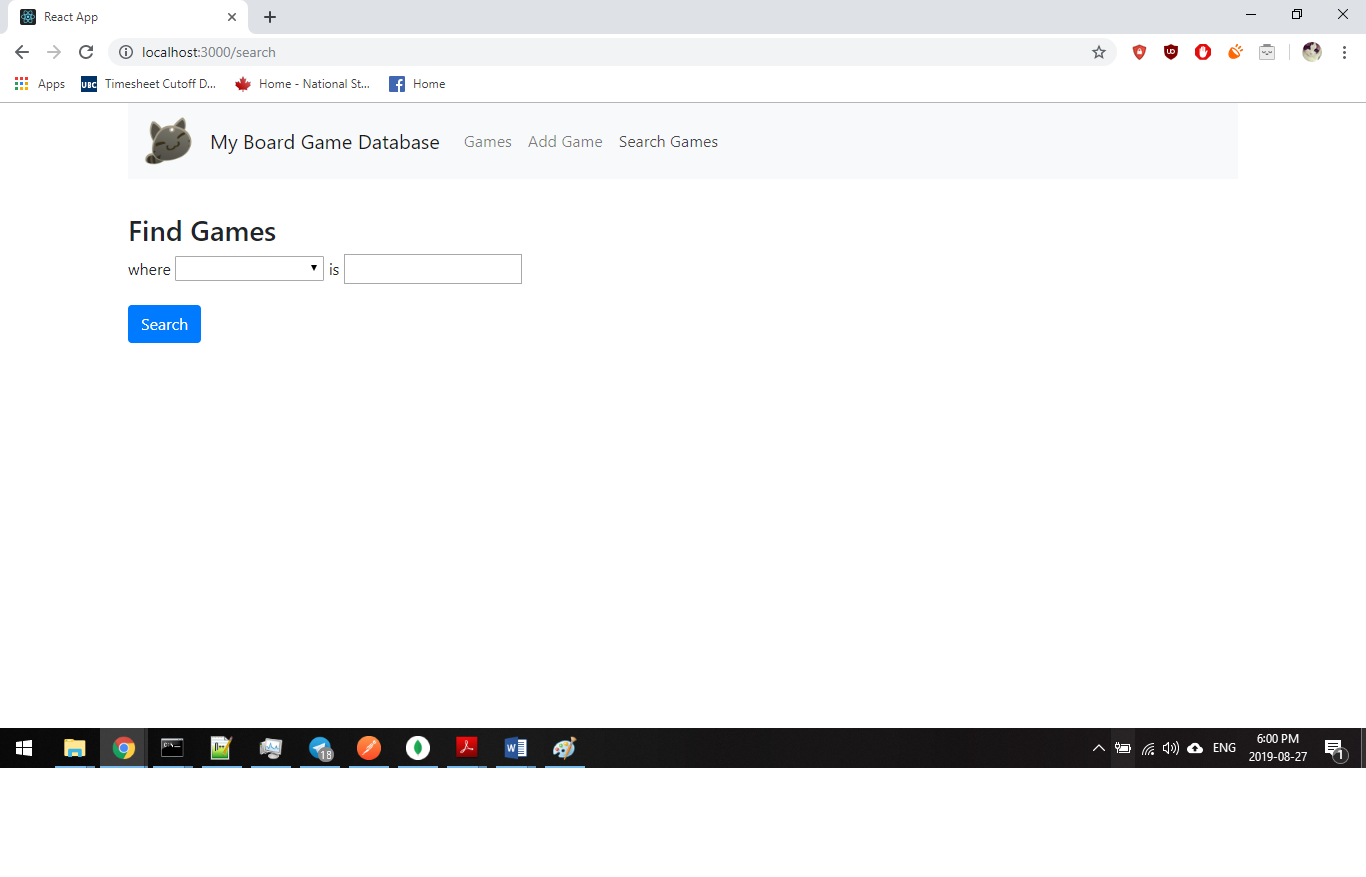 React App
localhost:3000/search
Apps UBC Timesheet Cutoff D... Home - National St... Home
My Board Game Database Games Add Game Search Games
Find Games
where is
Search
18
ENG
6:00 PM
2019-08-27
1